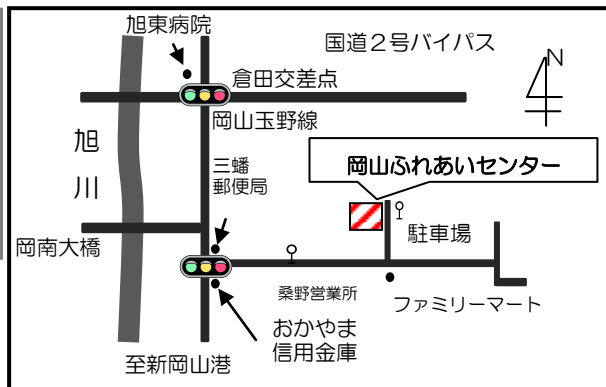 旭東病院
国道２号バイパス
N
倉田交差点
岡山玉野線
旭
川
三蟠
郵便局
岡山ふれあいセンター
岡南大橋
駐車場
桑野営業所
ファミリーマート
おかやま
信用金庫
至新岡山港